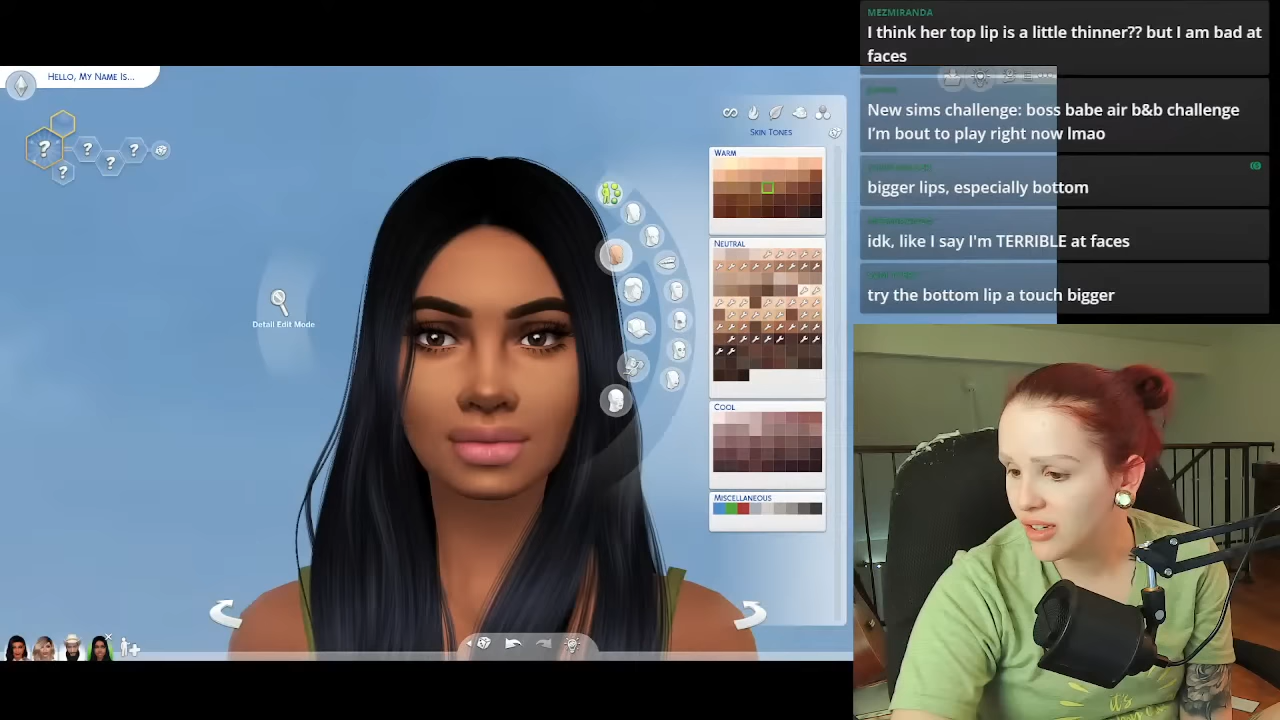 MEZMIRANDA
I think her top lip is a little thinner?? but I am bad at
faces
New sims challenge: boss babe air b&b challenge
I'm bout to play right now lmao
bigger lips, especially bottom
idk, like I say I'm TERRIBLE at faces
try the bottom lip a touch bigger
Hello, My Name Is...
Skin Tones
Warm
Neutral
Cool
Miscellaneous
Detail Edit Mode
it's